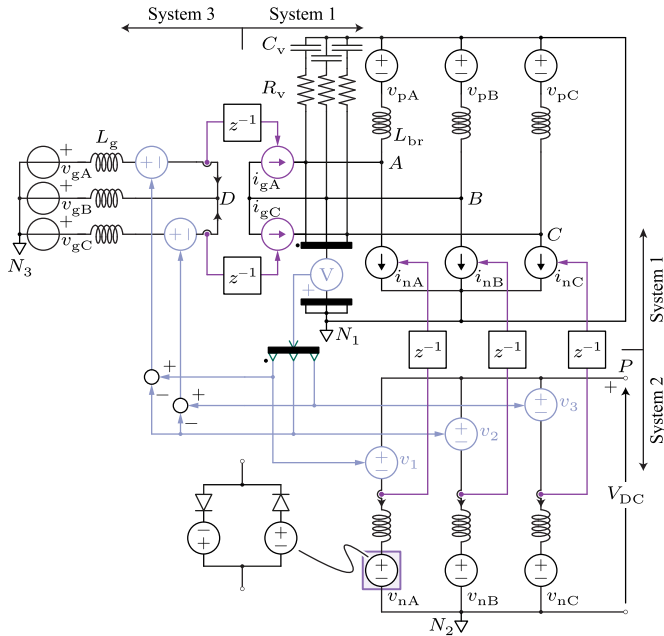 System 3 System 1
C_v
R_v
v_pA v_pB v_pC
z⁻¹
L_g L_br
+ + −
v_gA i_gA A
+ v_gB D i_gC B
+ v_gC + − C
N_3
z⁻¹
V
+
i_nA i_nB i_nC
N_1
System 1
z⁻¹ z⁻¹ z⁻¹
P
+
+
−
+
−
System 2
v_1 v_2 v_3
V_DC
v_nA v_nB v_nC
N_2